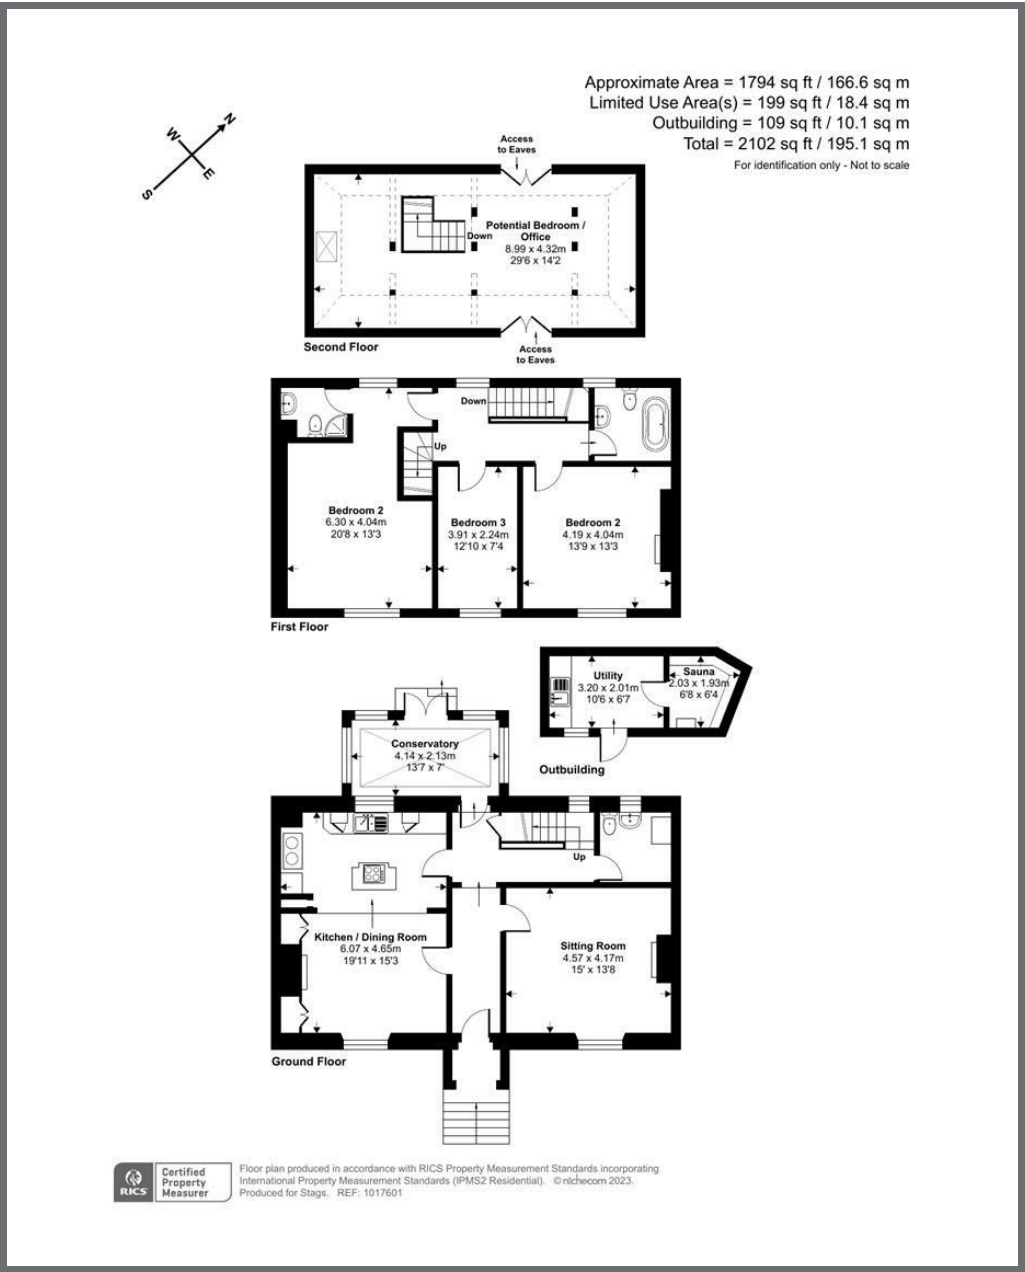 Approximate Area = 1794 sq ft / 166.6 sq m
Limited Use Area(s) = 199 sq ft / 18.4 sq m
Outbuilding = 109 sq ft / 10.1 sq m
Total = 2102 sq ft / 195.1 sq m
For identification only - Not to scale
N
W
E
S
Access
to Eaves
Potential Bedroom /
Office
8.99 x 4.32m
29'6 x 14'2
Down
Access
to Eaves
Second Floor
Down
Up
Bedroom 2
6.30 x 4.04m
20'8 x 13'3
Bedroom 3
3.91 x 2.24m
12'10 x 7'4
Bedroom 2
4.19 x 4.04m
13'9 x 13'3
First Floor
Utility
3.20 x 2.01m
10'6 x 6'7
Sauna
2.03 x 1.93m
6'8 x 6'4
Outbuilding
Conservatory
4.14 x 2.13m
13'7 x 7'
Up
Kitchen / Dining Room
6.07 x 4.65m
19'11 x 15'3
Sitting Room
4.57 x 4.17m
15' x 13'8
Ground Floor
RICS
Certified
Property
Measurer
Floor plan produced in accordance with RICS Property Measurement Standards incorporating
International Property Measurement Standards (IPMS2 Residential). © nichecom 2023.
Produced for Stags. REF: 1017601